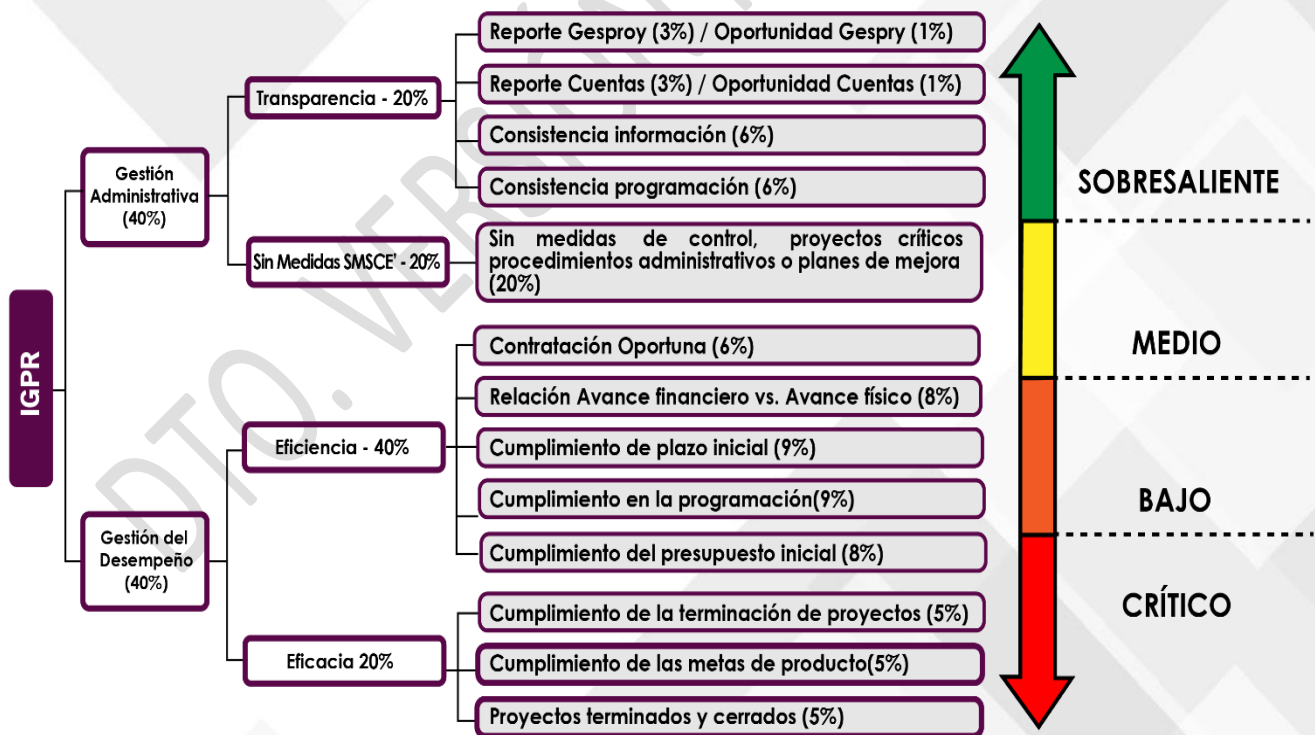 IGPR
Gestión
Administrativa
(40%)
Transparencia - 20%
Reporte Gesproy (3%) / Oportunidad Gespry (1%)
Reporte Cuentas (3%) / Oportunidad Cuentas (1%)
Consistencia información (6%)
Consistencia programación (6%)
Sin Medidas SMSCE' - 20%
Sin medidas de control, proyectos críticos
procedimientos administrativos o planes de mejora
(20%)
Gestión del
Desempeño
(40%)
Eficiencia - 40%
Contratación Oportuna (6%)
Relación Avance financiero vs. Avance físico (8%)
Cumplimiento de plazo inicial (9%)
Cumplimiento en la programación(9%)
Cumplimiento del presupuesto inicial (8%)
Eficacia 20%
Cumplimiento de la terminación de proyectos (5%)
Cumplimiento de las metas de producto(5%)
Proyectos terminados y cerrados (5%)
SOBRESALIENTE
MEDIO
BAJO
CRÍTICO
DTO. VERSIÓN